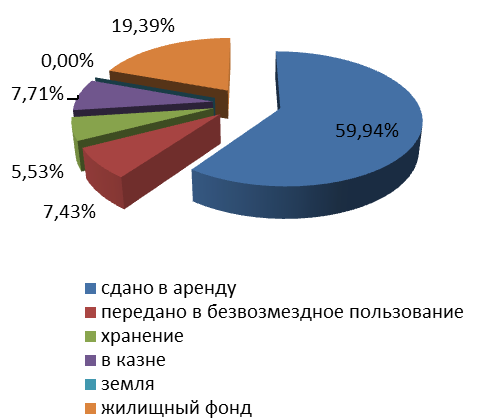 19,39%
0,00%
7,71%
59,94%
5,53%
7,43%
сдано в аренду
передано в безвозмездное пользование
хранение
в казне
земля
жилищный фонд